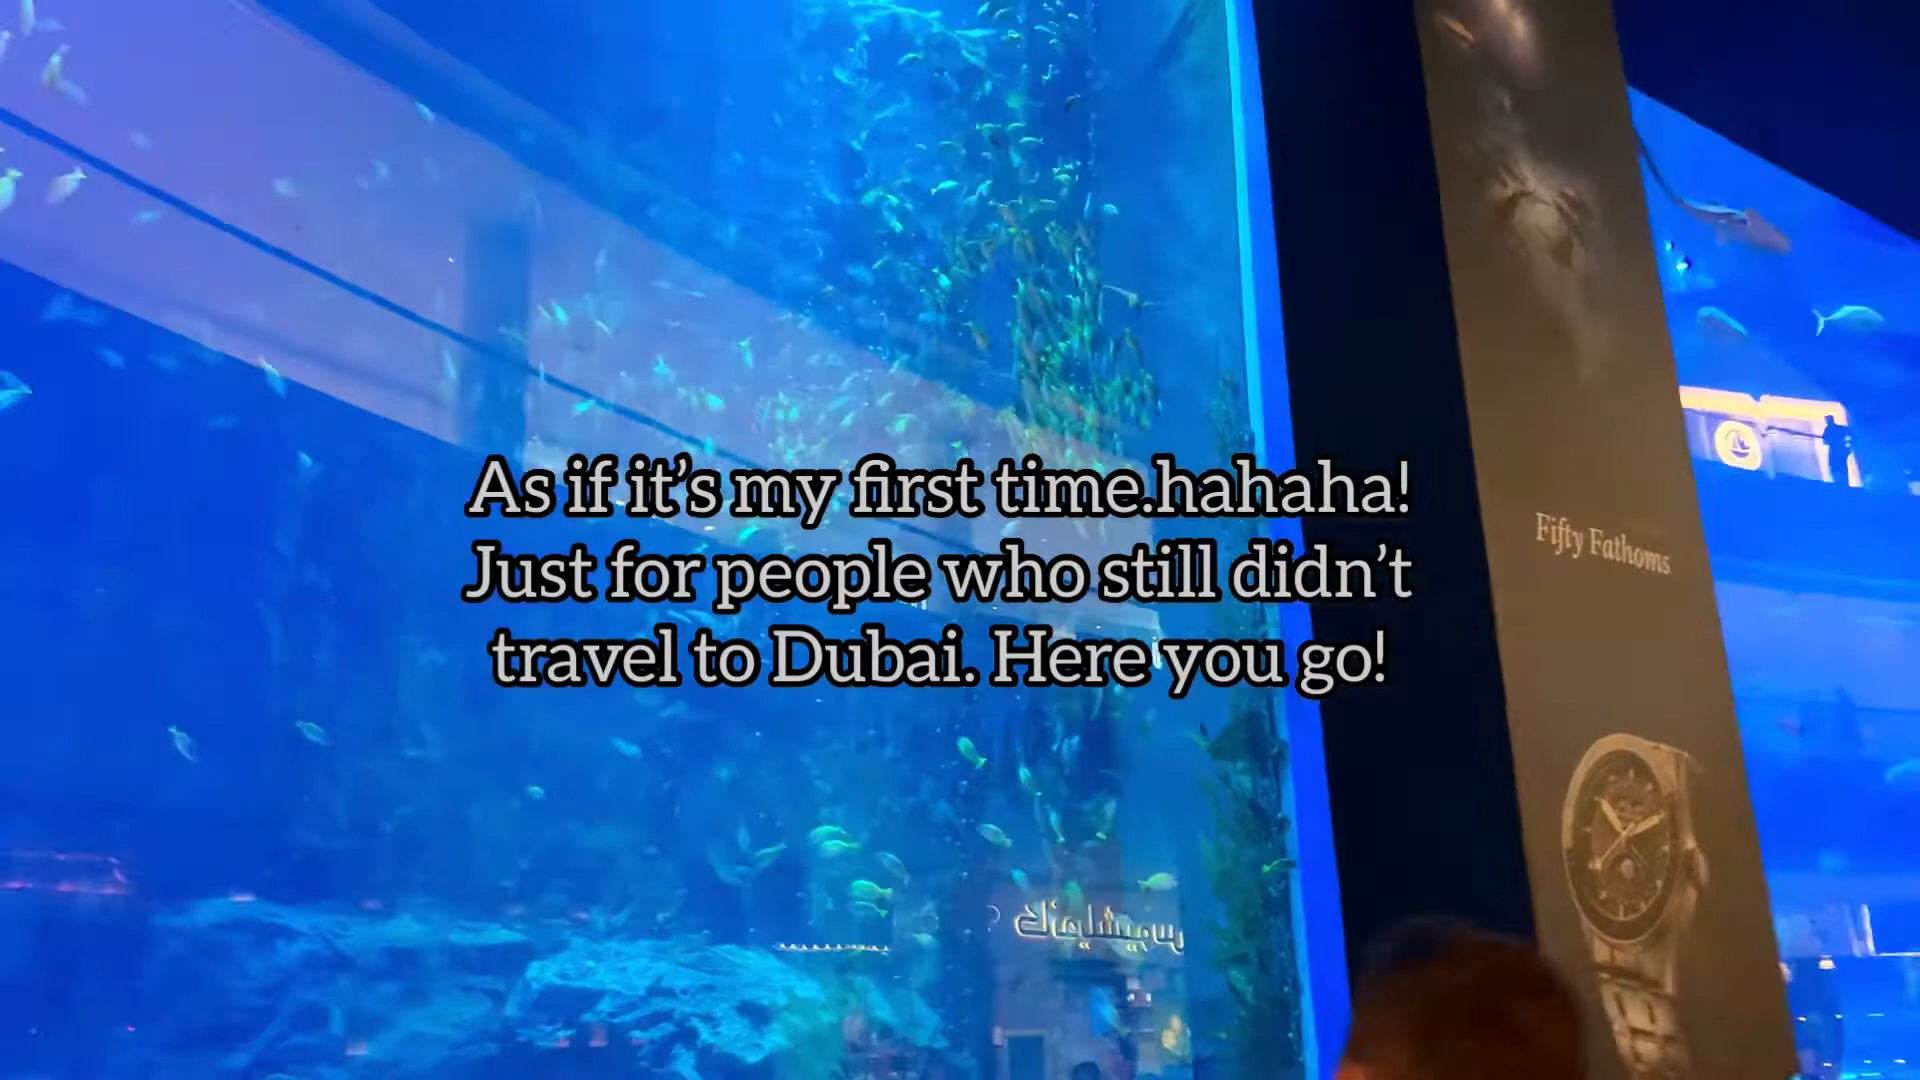 As if it’s my first time.hahaha!
Just for people who still didn’t
travel to Dubai. Here you go!
Fifty Fathoms